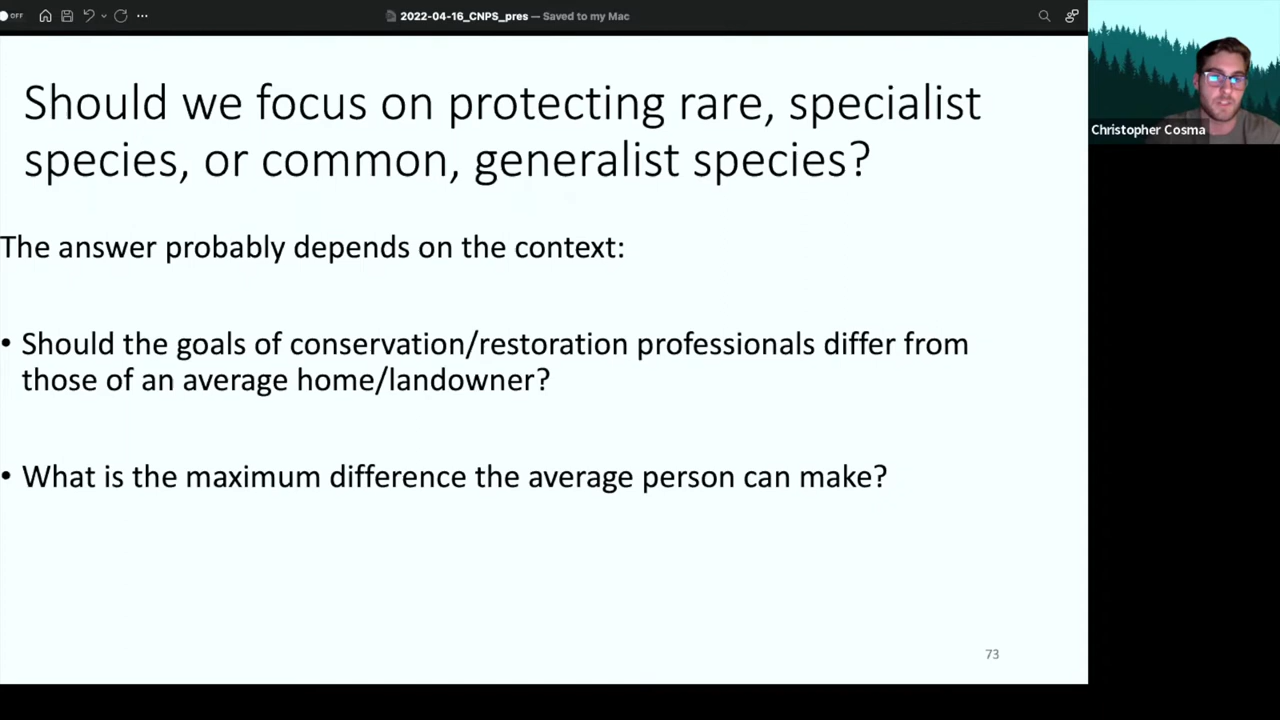 OFF
2022-04-16_CNPS_pres — Saved to my Mac
Should we focus on protecting rare, specialist
species, or common, generalist species?
Christopher Cosma
The answer probably depends on the context:
• Should the goals of conservation/restoration professionals differ from
those of an average home/landowner?
• What is the maximum difference the average person can make?
73